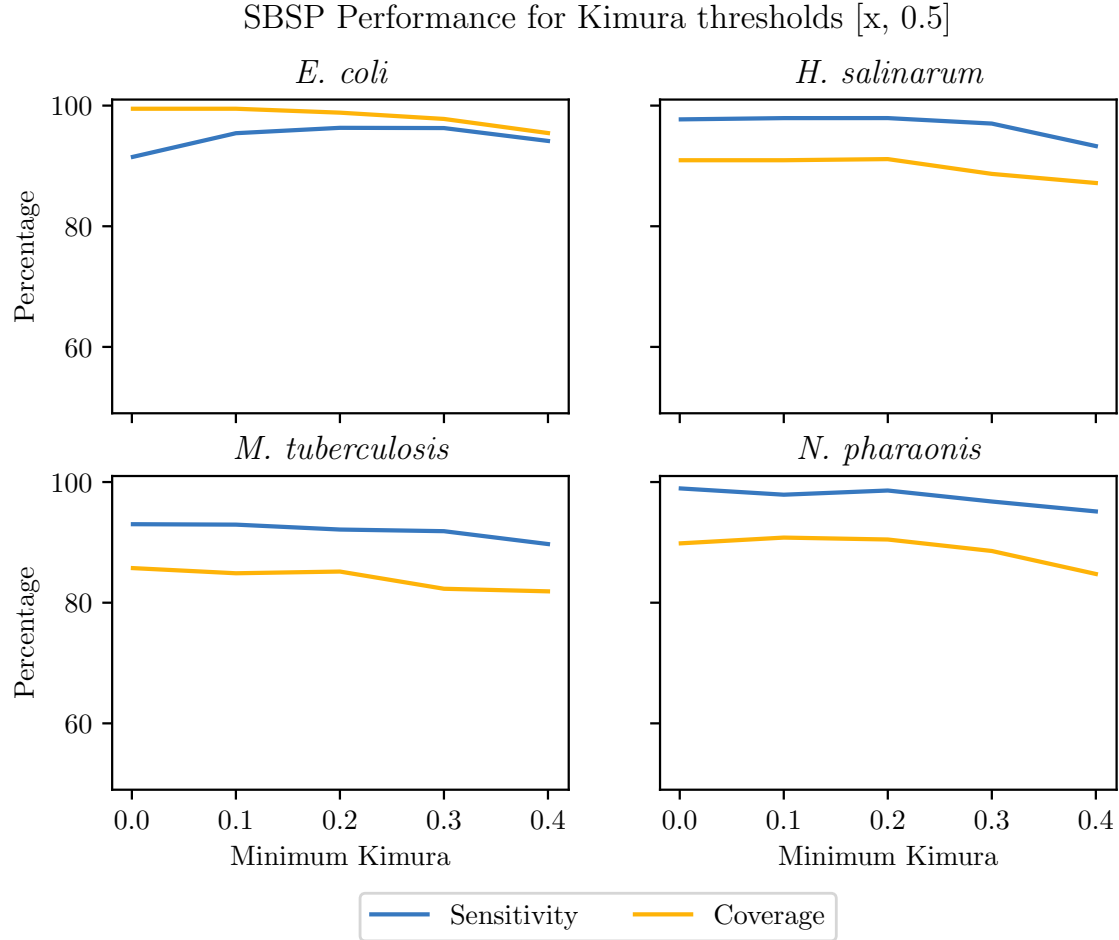 SBSP Performance for Kimura thresholds [x, 0.5]
E. coli
H. salinarum
100
80
60
Percentage
M. tuberculosis
N. pharaonis
100
80
60
Percentage
0.0 0.1 0.2 0.3 0.4
0.0 0.1 0.2 0.3 0.4
Minimum Kimura
Minimum Kimura
Sensitivity
Coverage